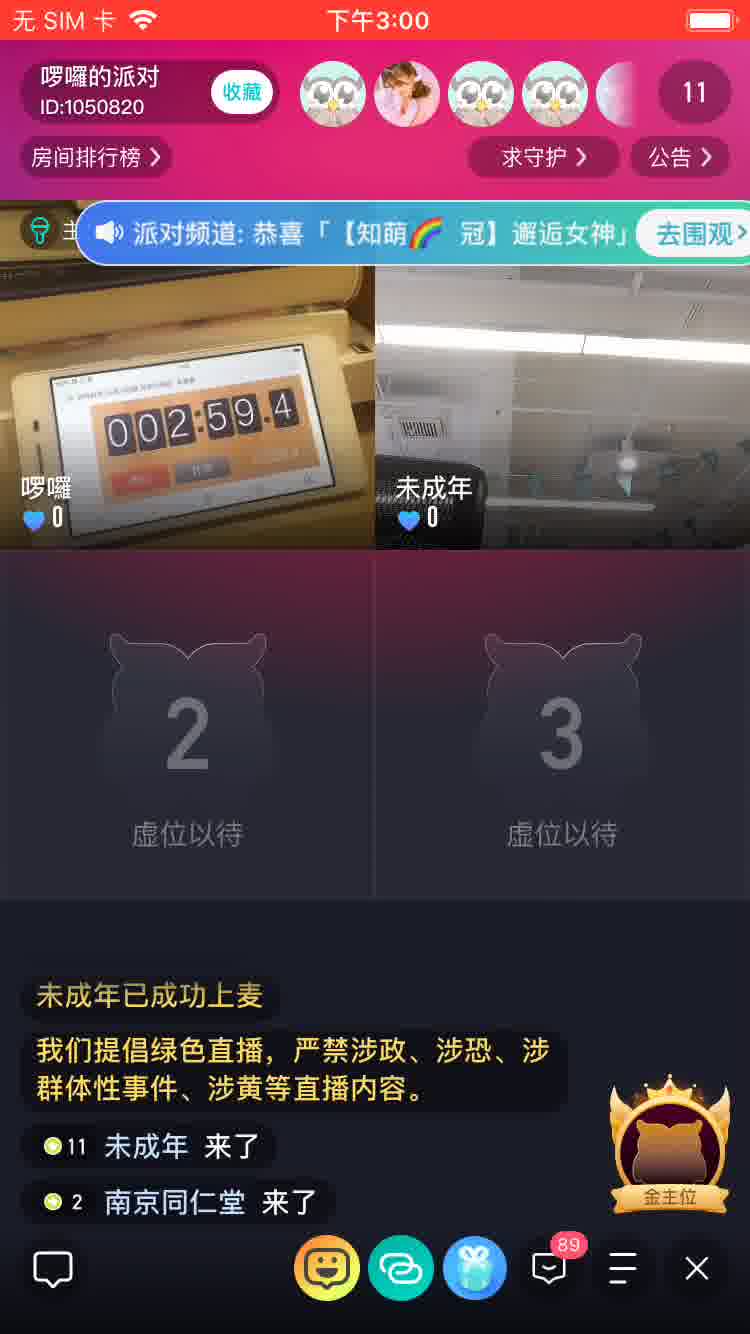 无 SIM 卡
下午3:00
啰囉的派对
ID:1050820
收藏
11
房间排行榜
求守护
公告
主
派对频道: 恭喜「【知萌🌈 冠】邂逅女神」
去围观
002:59.4
啰囉
0
未成年
0
2
虚位以待
3
虚位以待
未成年已成功上麦
我们提倡绿色直播，严禁涉政、涉恐、涉
群体性事件、涉黄等直播内容。
11 未成年 来了
2 南京同仁堂 来了
金主位
89